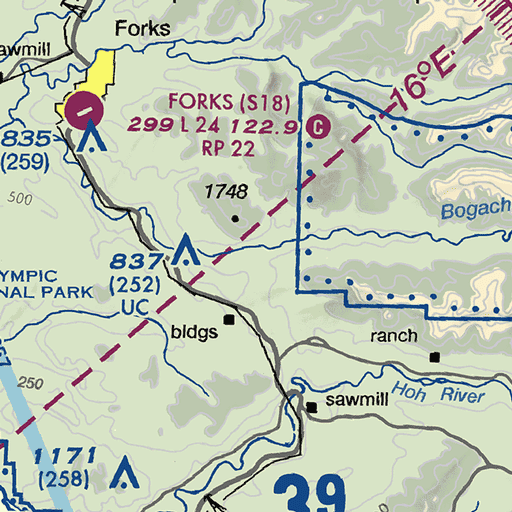 Forks
awmill
FORKS (S18)
299 L 24 122.9 C
RP 22
16°E
835
(259)
1748
500
Bogach
837
(252)
UC
YMPIC
NAL PARK
bldgs
ranch
250
Hoh River
sawmill
1171
(258)
39